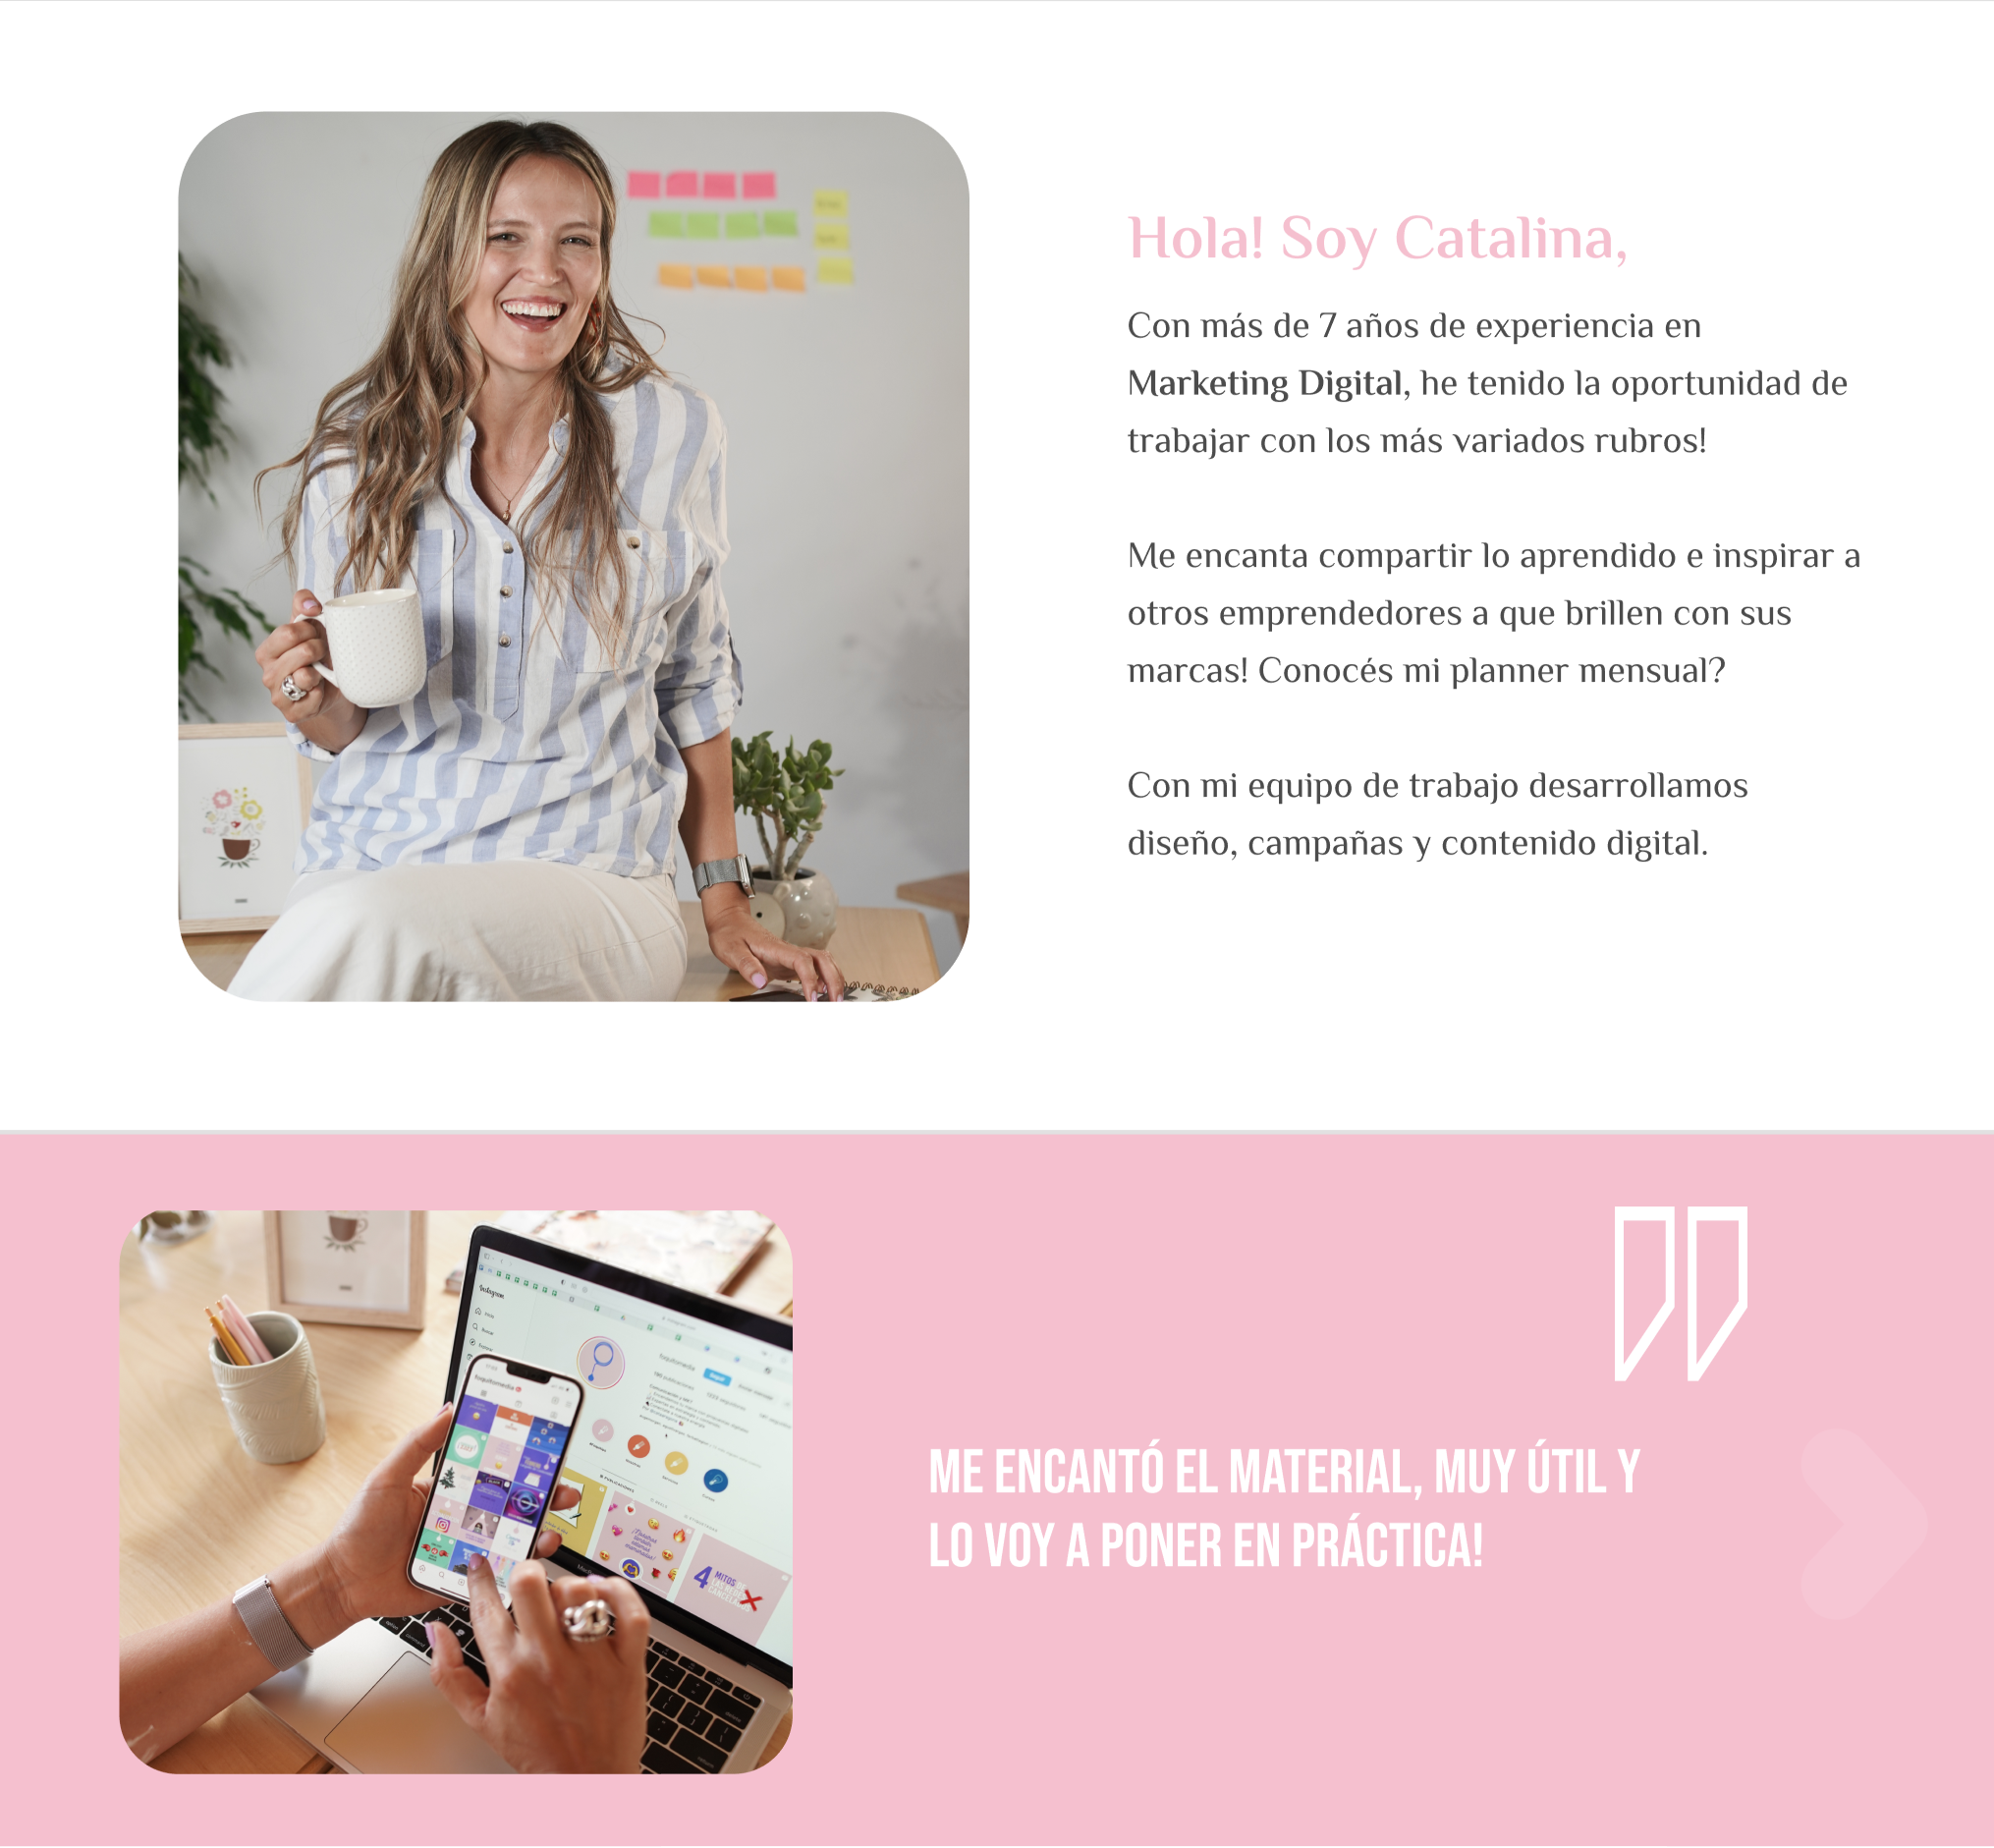 Hola! Soy Catalina,
Con más de 7 años de experiencia en
Marketing Digital, he tenido la oportunidad de
trabajar con los más variados rubros!
Me encanta compartir lo aprendido e inspirar a
otros emprendedores a que brillen con sus
marcas! Conocés mi planner mensual?
Con mi equipo de trabajo desarrollamos
diseño, campañas y contenido digital.
ME ENCANTÓ EL MATERIAL, MUY ÚTIL Y
LO VOY A PONER EN PRÁCTICA!
Instagram
4 MITOS